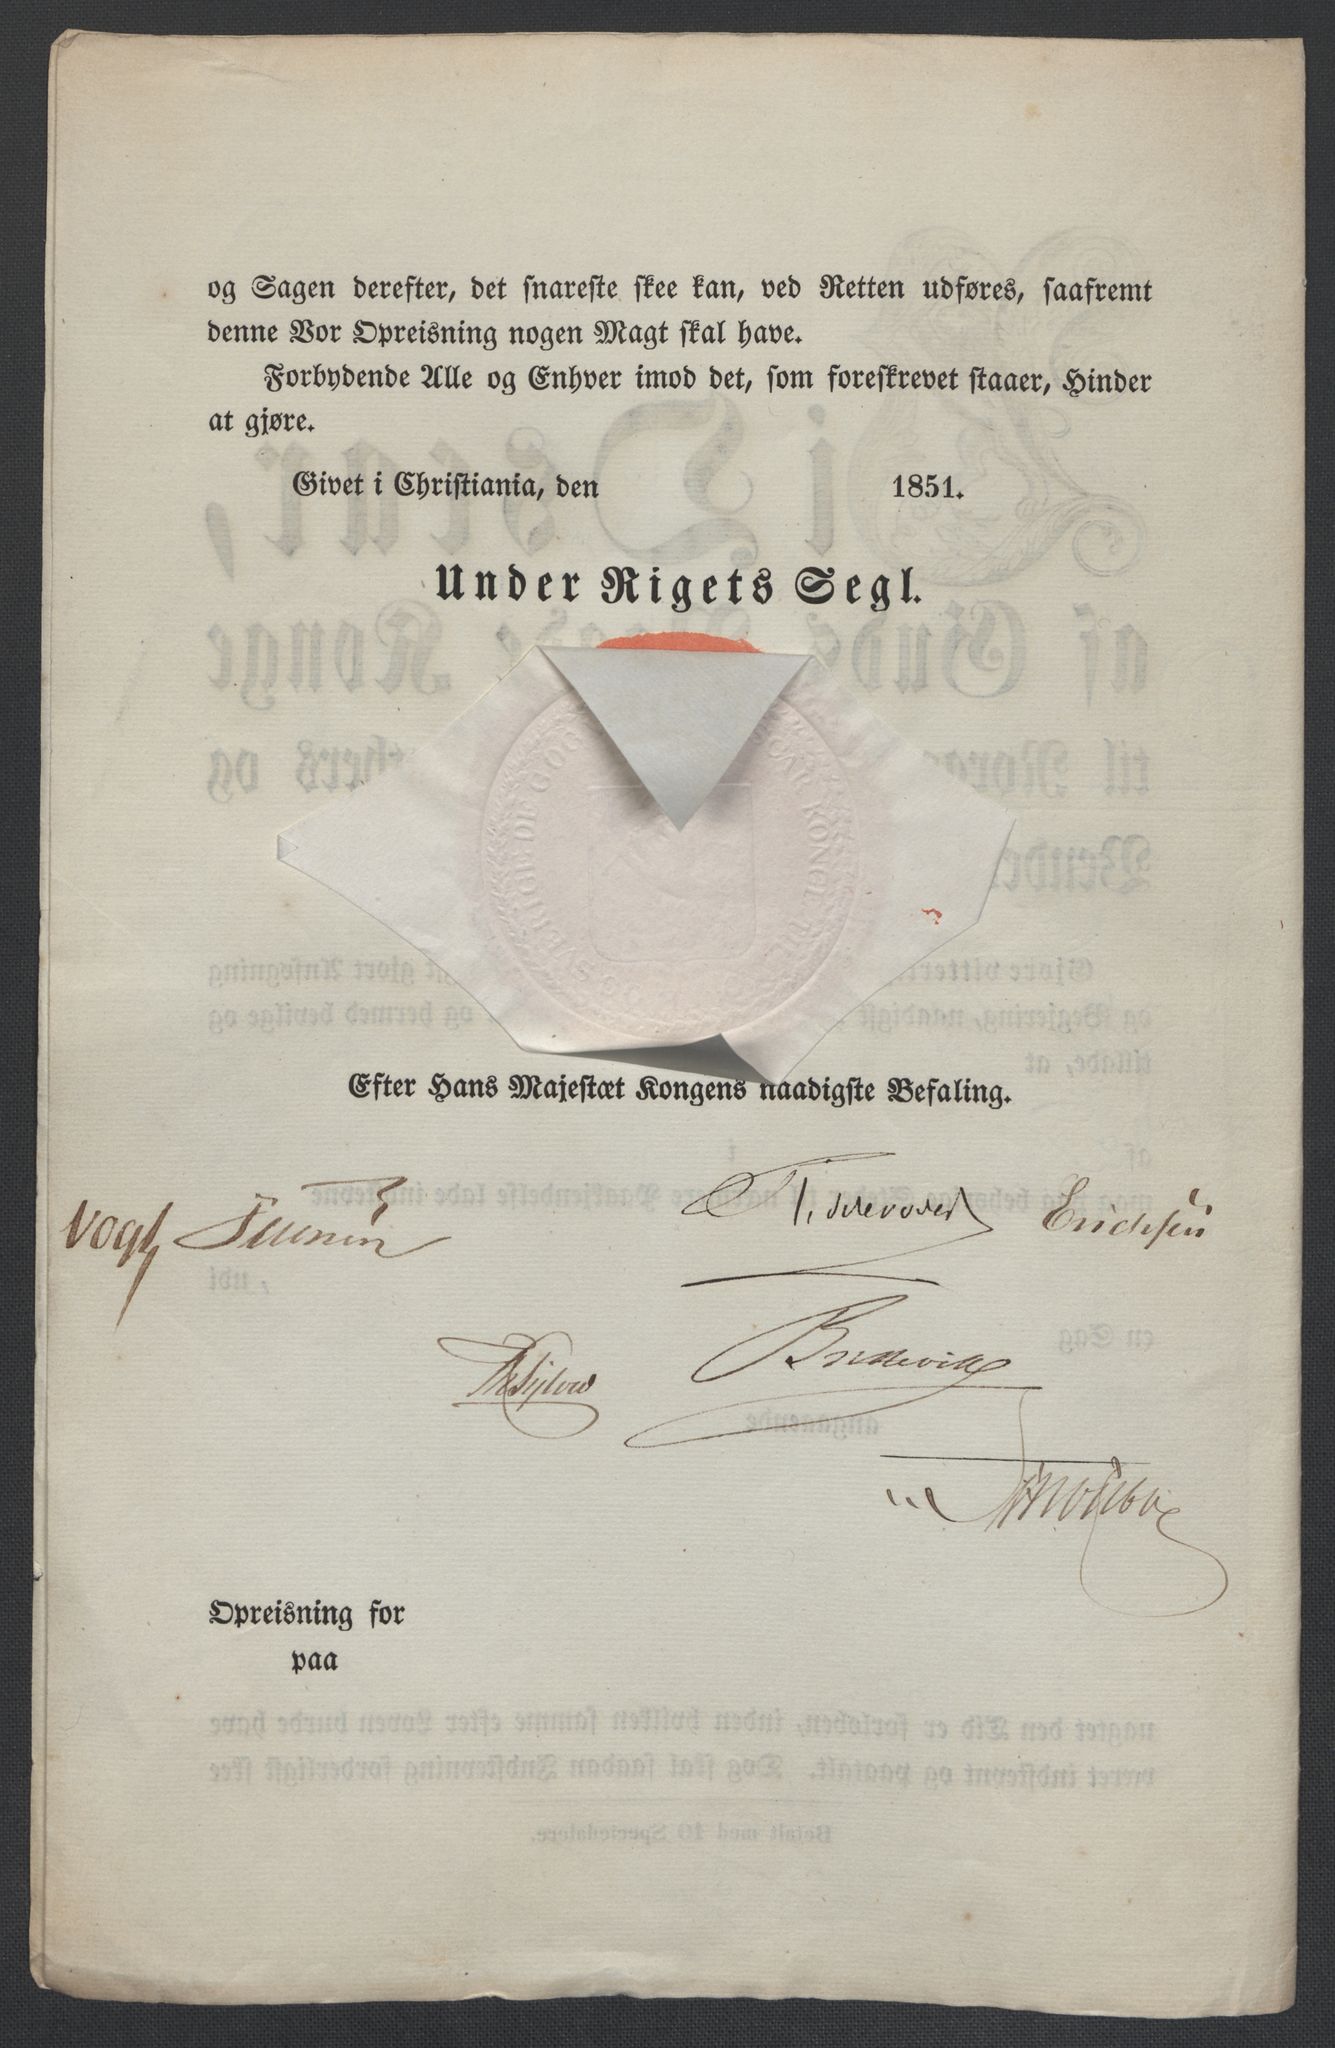 og Sagen derefter, det snareste skee kan, ved Retten udføres, saafremt
denne Vor Opreisning nogen Magt skal have.
Forbydende Alle og Enhver imod det, som foreskrevet staaer, Hinder
at gjøre.
Givet i Christiania, den 1851.
Under Rigets Segl.
Efter Hans Majestæt Kongens naadigste Befaling.
Vogt Erichsen
Opreisning for
paa